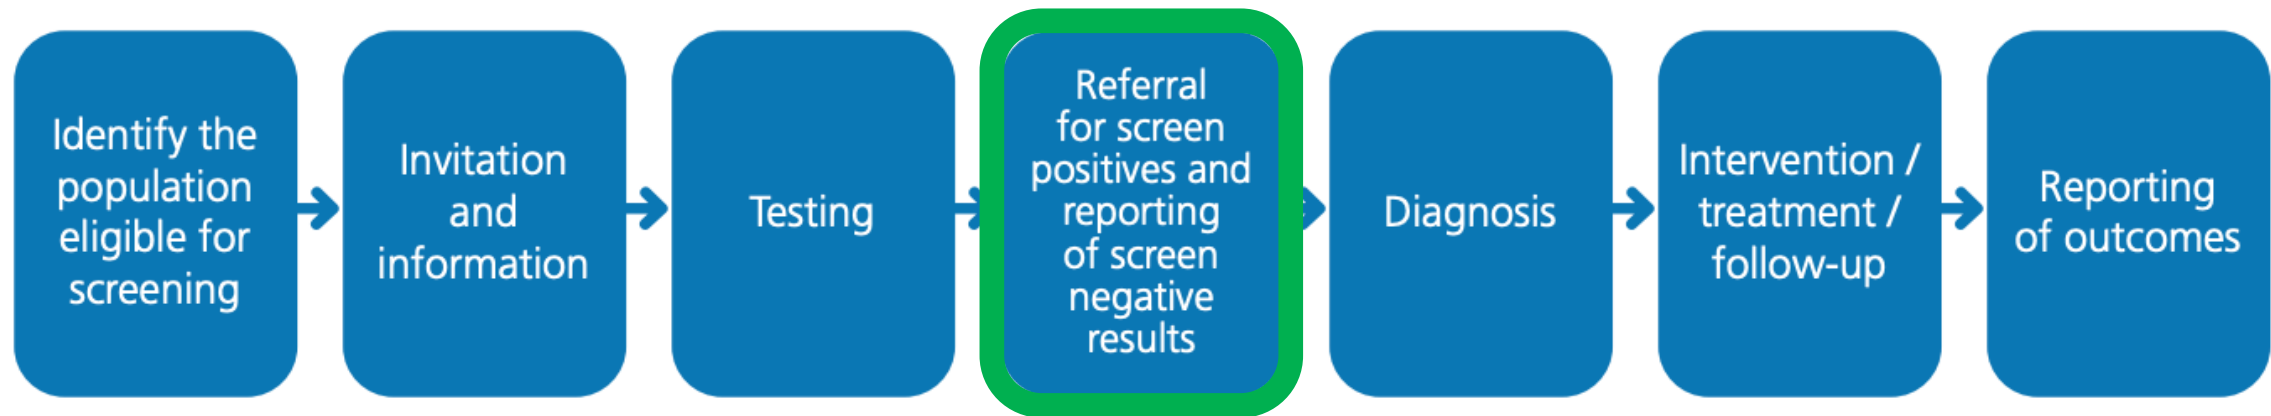 Identify the
population
eligible for
screening
Invitation
and
information
Testing
Referral
for screen
positives and
reporting
of screen
negative
results
Diagnosis
Intervention /
treatment /
follow-up
Reporting
of outcomes